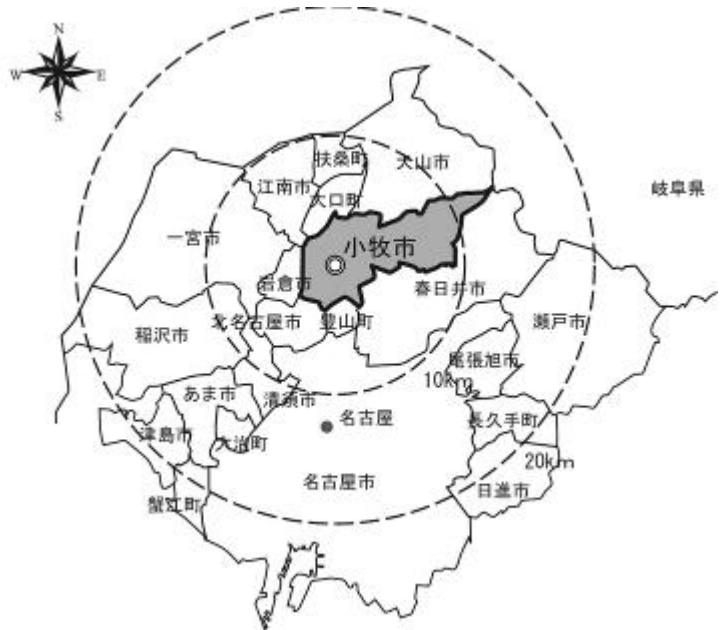 N
W
E
S
扶桑町
犬山市
江南市
大口町
岐阜県
一宮市
小牧市
岩倉市
春日井市
北名古屋市
豊山町
瀬戸市
稲沢市
尾張旭市
10km
あま市
清須市
名古屋
長久手町
津島市
大治町
20km
名古屋市
日進市
蟹江町